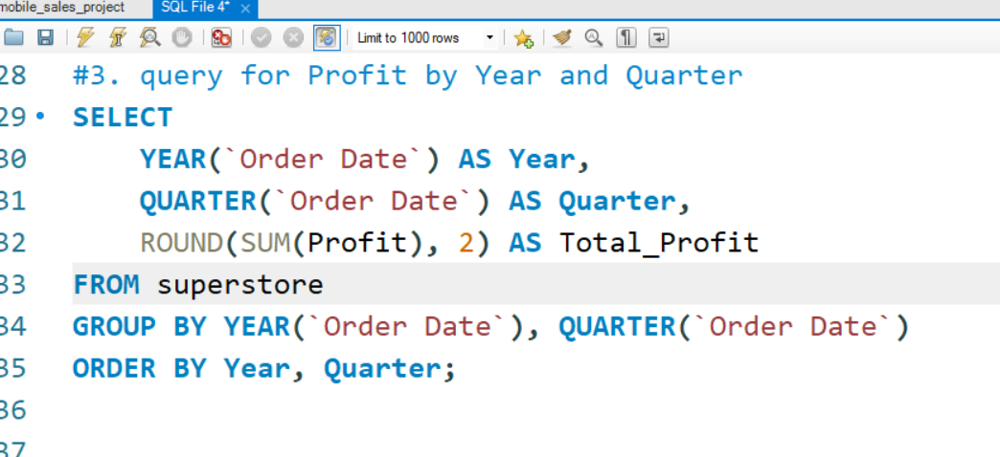 mobile_sales_project SQL File 4* ×
Limit to 1000 rows
28 #3. query for Profit by Year and Quarter
29 SELECT
30 YEAR(`Order Date`) AS Year,
31 QUARTER(`Order Date`) AS Quarter,
32 ROUND(SUM(Profit), 2) AS Total_Profit
33 FROM superstore
34 GROUP BY YEAR(`Order Date`), QUARTER(`Order Date`)
35 ORDER BY Year, Quarter;
36
37